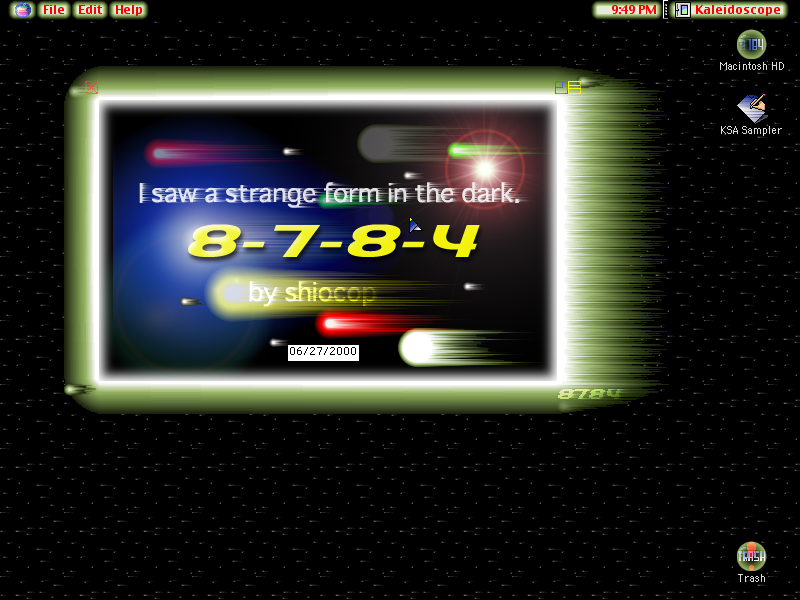 File Edit Help 9:49 PM Kaleidoscope
8784
Macintosh HD
KSA Sampler
I saw a strange form in the dark.
8-7-8-4
by shiocop
06/27/2000
8784
TRASH
Trash